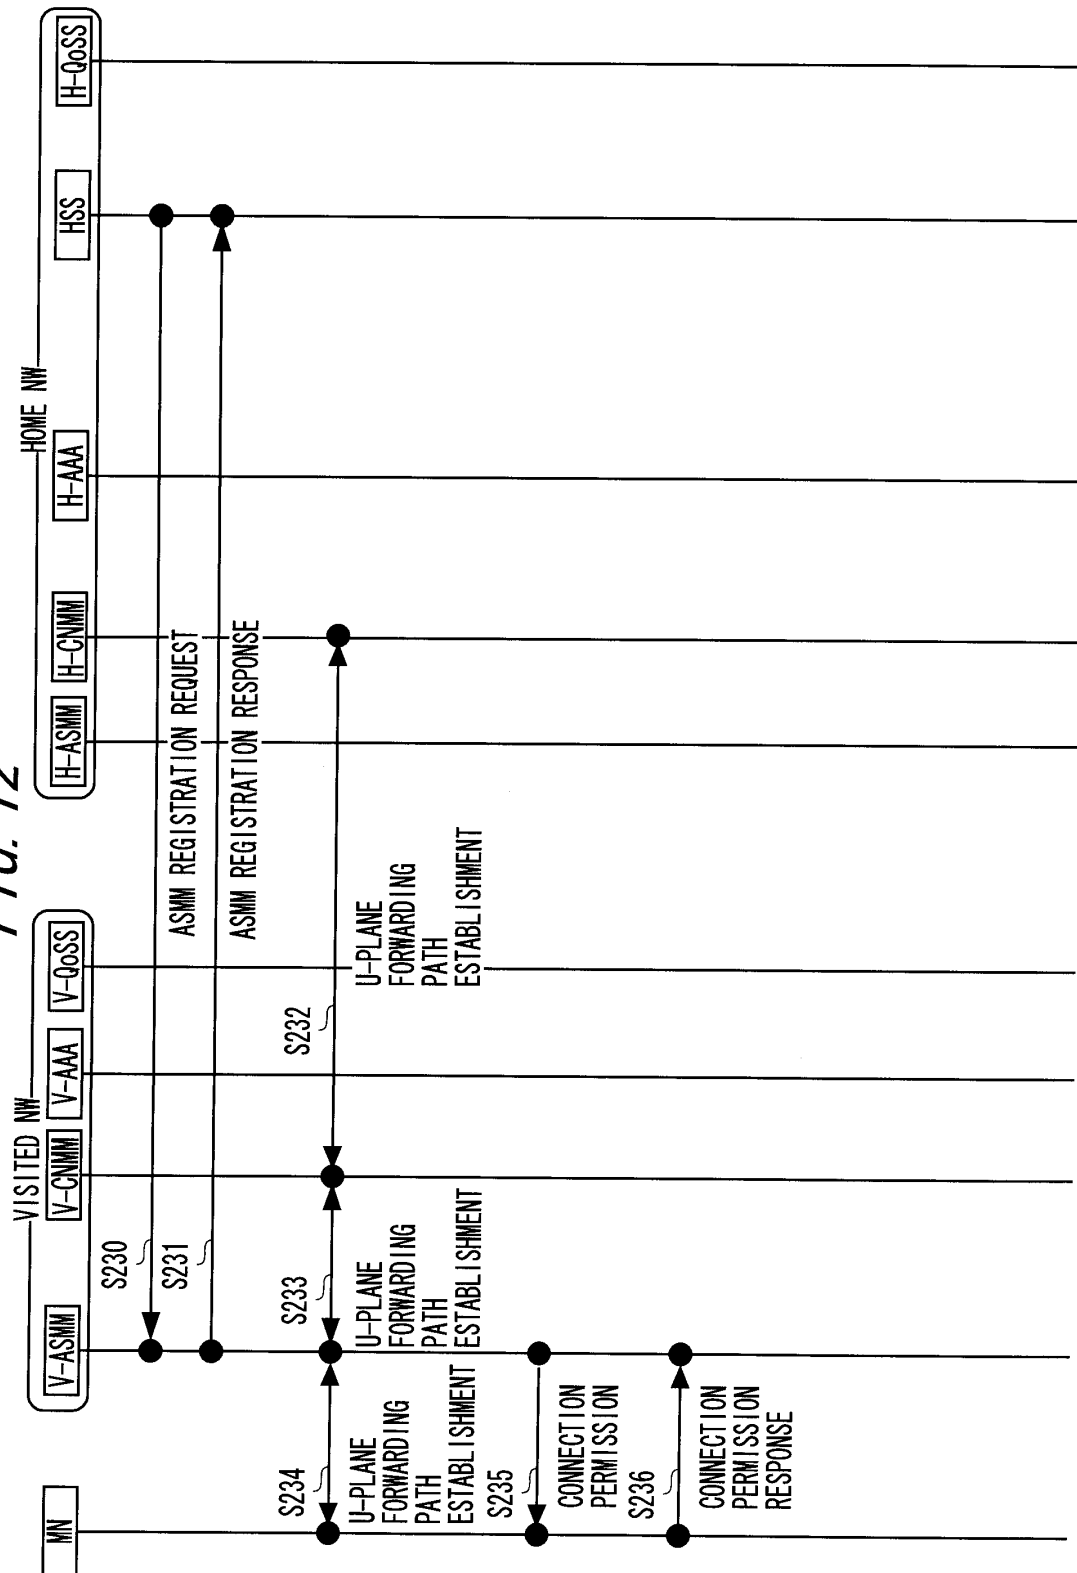 FIG. 12
VISITED NW
HOME NW
MN
V-ASMM
V-CNMM
V-AAA
V-QoSS
H-ASMM
H-CNMM
H-AAA
HSS
H-QoSS
S230
ASMM REGISTRATION REQUEST
S231
ASMM REGISTRATION RESPONSE
S232
U-PLANE
FORWARDING
PATH
ESTABLISHMENT
S233
U-PLANE
FORWARDING
PATH
ESTABLISHMENT
S234
U-PLANE
FORWARDING
PATH
ESTABLISHMENT
S235
CONNECTION
PERMISSION
S236
CONNECTION
PERMISSION
RESPONSE